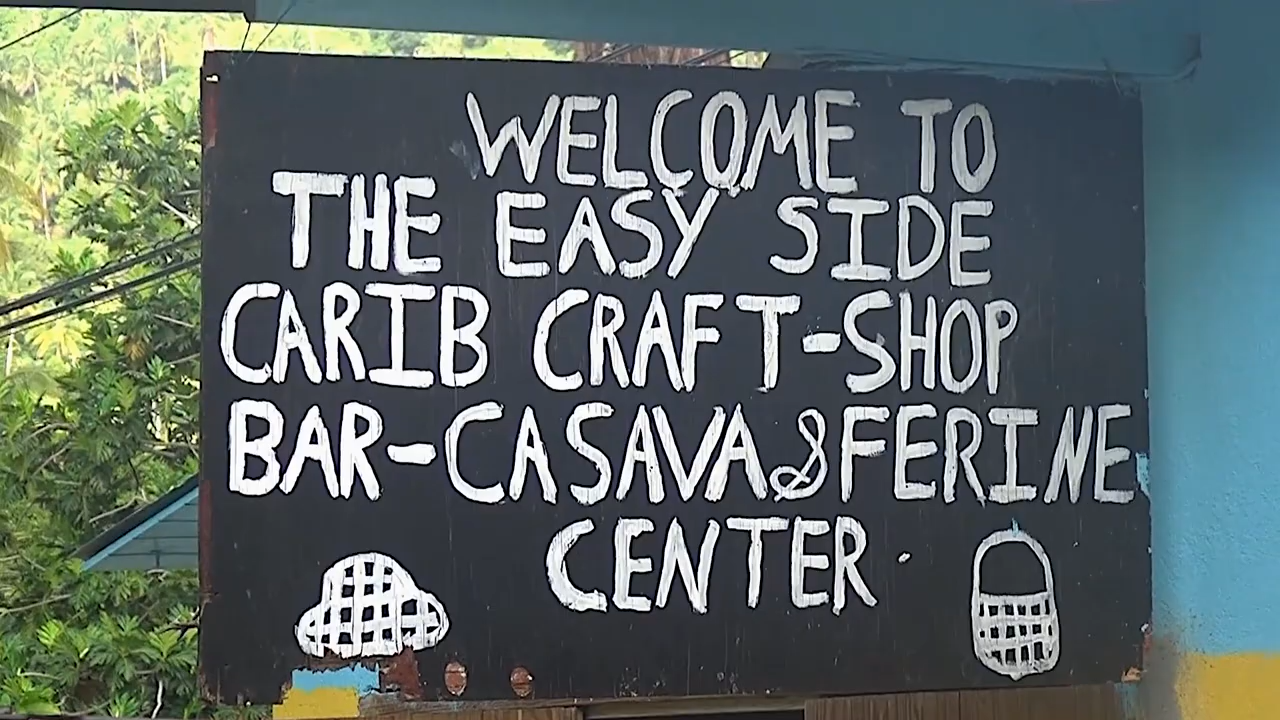 WELCOME TO
THE EASY SIDE
CARIB CRAFT-SHOP
BAR-CASAVA&FERINE
CENTER.